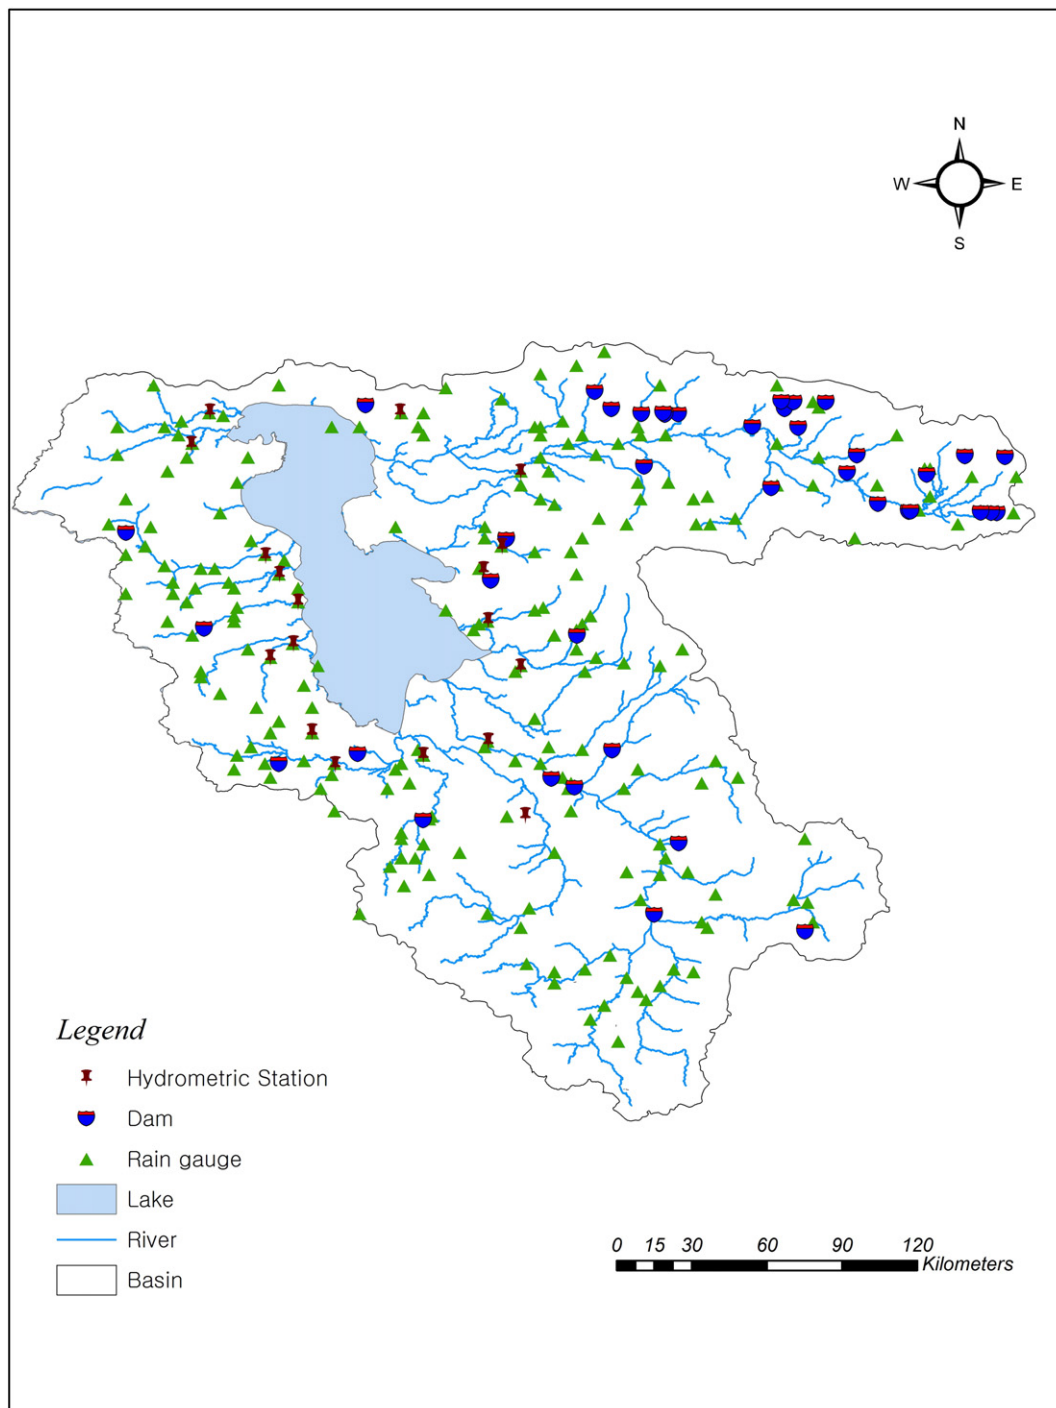 N
W E
S
Legend
Hydrometric Station
Dam
Rain gauge
Lake
River
Basin
0 15 30 60 90 120
Kilometers